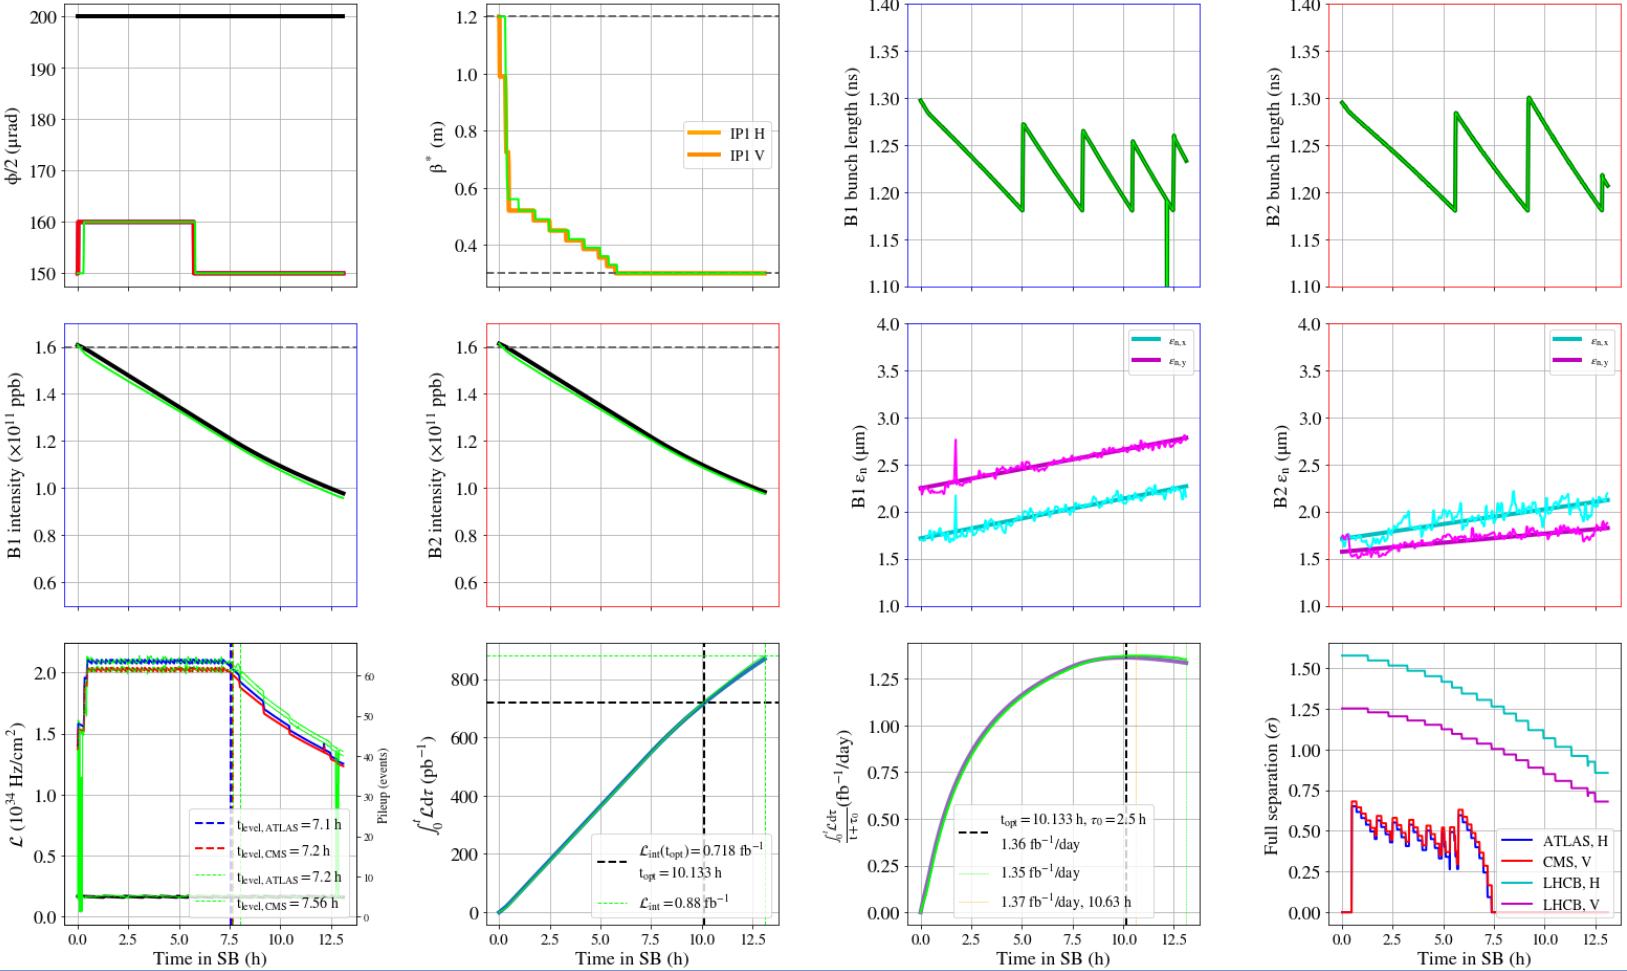 ϕ/2 (μrad)
200
190
180
170
160
150
β* (m)
1.2
1.0
0.8
0.6
0.4
IP1 H
IP1 V
B1 bunch length (ns)
1.40
1.35
1.30
1.25
1.20
1.15
1.10
B2 bunch length (ns)
1.40
1.35
1.30
1.25
1.20
1.15
1.10
B1 intensity (×10¹¹ ppb)
1.6
1.4
1.2
1.0
0.8
0.6
B2 intensity (×10¹¹ ppb)
1.6
1.4
1.2
1.0
0.8
0.6
B1 εn (μm)
4.0
3.5
3.0
2.5
2.0
1.5
1.0
εn,x
εn,y
B2 εn (μm)
4.0
3.5
3.0
2.5
2.0
1.5
1.0
εn,x
εn,y
ℒ (10³⁴ Hz/cm²)
2.0
1.5
1.0
0.5
0.0
60
50
40
30
20
10
0
Pileup (events)
tlevel,ATLAS = 7.1 h
tlevel,CMS = 7.2 h
tlevel,ATLAS = 7.2 h
tlevel,CMS = 7.56 h
0.0 2.5 5.0 7.5 10.0 12.5
Time in SB (h)
∫₀ᵗ ℒdτ (pb⁻¹)
800
600
400
200
0
ℒint(topt) = 0.718 fb⁻¹
topt = 10.133 h
ℒint = 0.88 fb⁻¹
0.0 2.5 5.0 7.5 10.0 12.5
Time in SB (h)
∫₀ᵗ ℒdτ / t+τ₀ (fb⁻¹/day)
1.25
1.00
0.75
0.50
0.25
0.00
topt = 10.133 h, τ₀ = 2.5 h
1.36 fb⁻¹/day
1.35 fb⁻¹/day
1.37 fb⁻¹/day, 10.63 h
0.0 2.5 5.0 7.5 10.0 12.5
Time in SB (h)
Full separation (σ)
1.50
1.25
1.00
0.75
0.50
0.25
0.00
ATLAS, H
CMS, V
LHCB, H
LHCB, V
0.0 2.5 5.0 7.5 10.0 12.5
Time in SB (h)